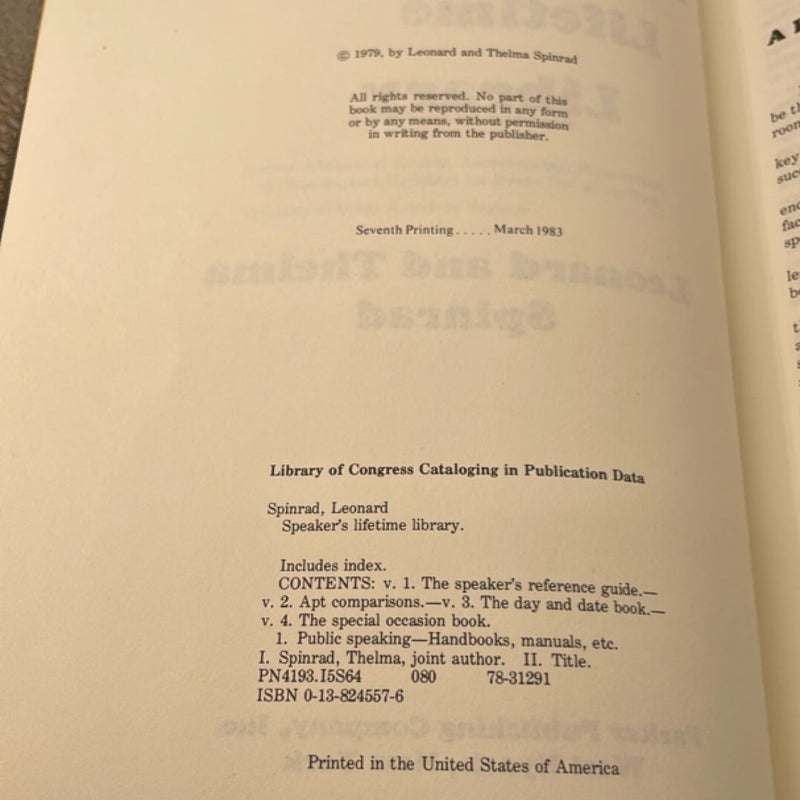 © 1979, by Leonard and Thelma Spinrad
All rights reserved. No part of this
book may be reproduced in any form
or by any means, without permission
in writing from the publisher.
Seventh Printing . . . . . March 1983
Library of Congress Cataloging in Publication Data
Spinrad, Leonard
Speaker's lifetime library.
Includes index.
CONTENTS: v. 1. The speaker's reference guide.—
v. 2. Apt comparisons.—v. 3. The day and date book.—
v. 4. The special occasion book.
1. Public speaking—Handbooks, manuals, etc.
I. Spinrad, Thelma, joint author. II. Title.
PN4193.I5S64 080 78-31291
ISBN 0-13-824557-6
Printed in the United States of America